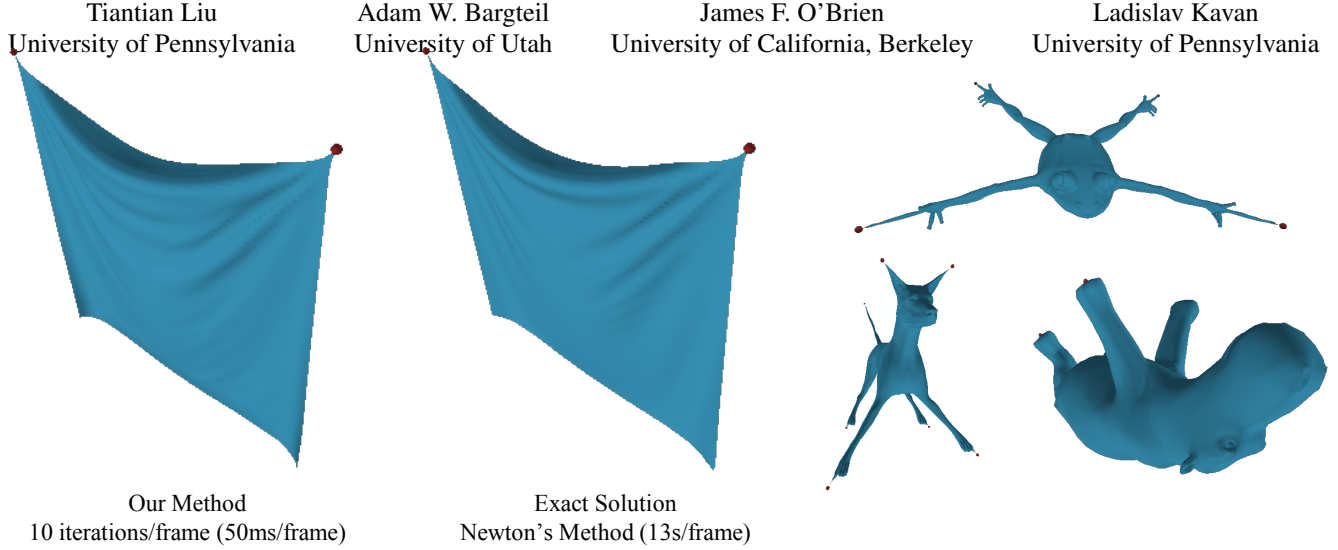 Tiantian Liu
University of Pennsylvania
Adam W. Bargteil
University of Utah
James F. O'Brien
University of California, Berkeley
Ladislav Kavan
University of Pennsylvania
Our Method
10 iterations/frame (50ms/frame)
Exact Solution
Newton's Method (13s/frame)